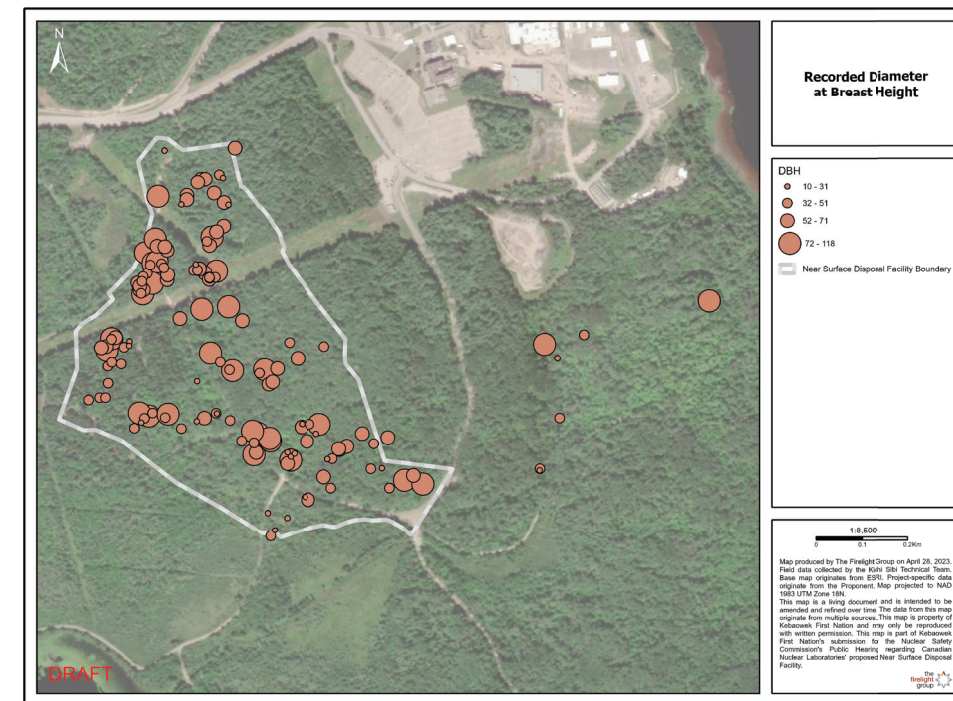 N
DRAFT
Recorded Diameter
at Breast Height
DBH
10 - 31
32 - 51
52 - 71
72 - 118
Near Surface Disposal Facility Boundary
1:8,600
0 0.1 0.2Km
Map produced by The Firelight Group on April 28, 2023.
Field data collected by the Kichi Sibi Technical Team.
Base map originates from ESRI. Project-specific data
originate from the Proponent. Map projected to NAD
1983 UTM Zone 18N.
This map is a living document and is intended to be
amended and refined over time. The data from this map
originate from multiple sources. This map is property of
Kebaowek First Nation and may only be reproduced
with written permission. This map is part of Kebaowek
First Nation's submission for the Nuclear Safety
Commission's Public Hearing regarding Canadian
Nuclear Laboratories' proposed Near Surface Disposal
Facility.
the
firelight
group